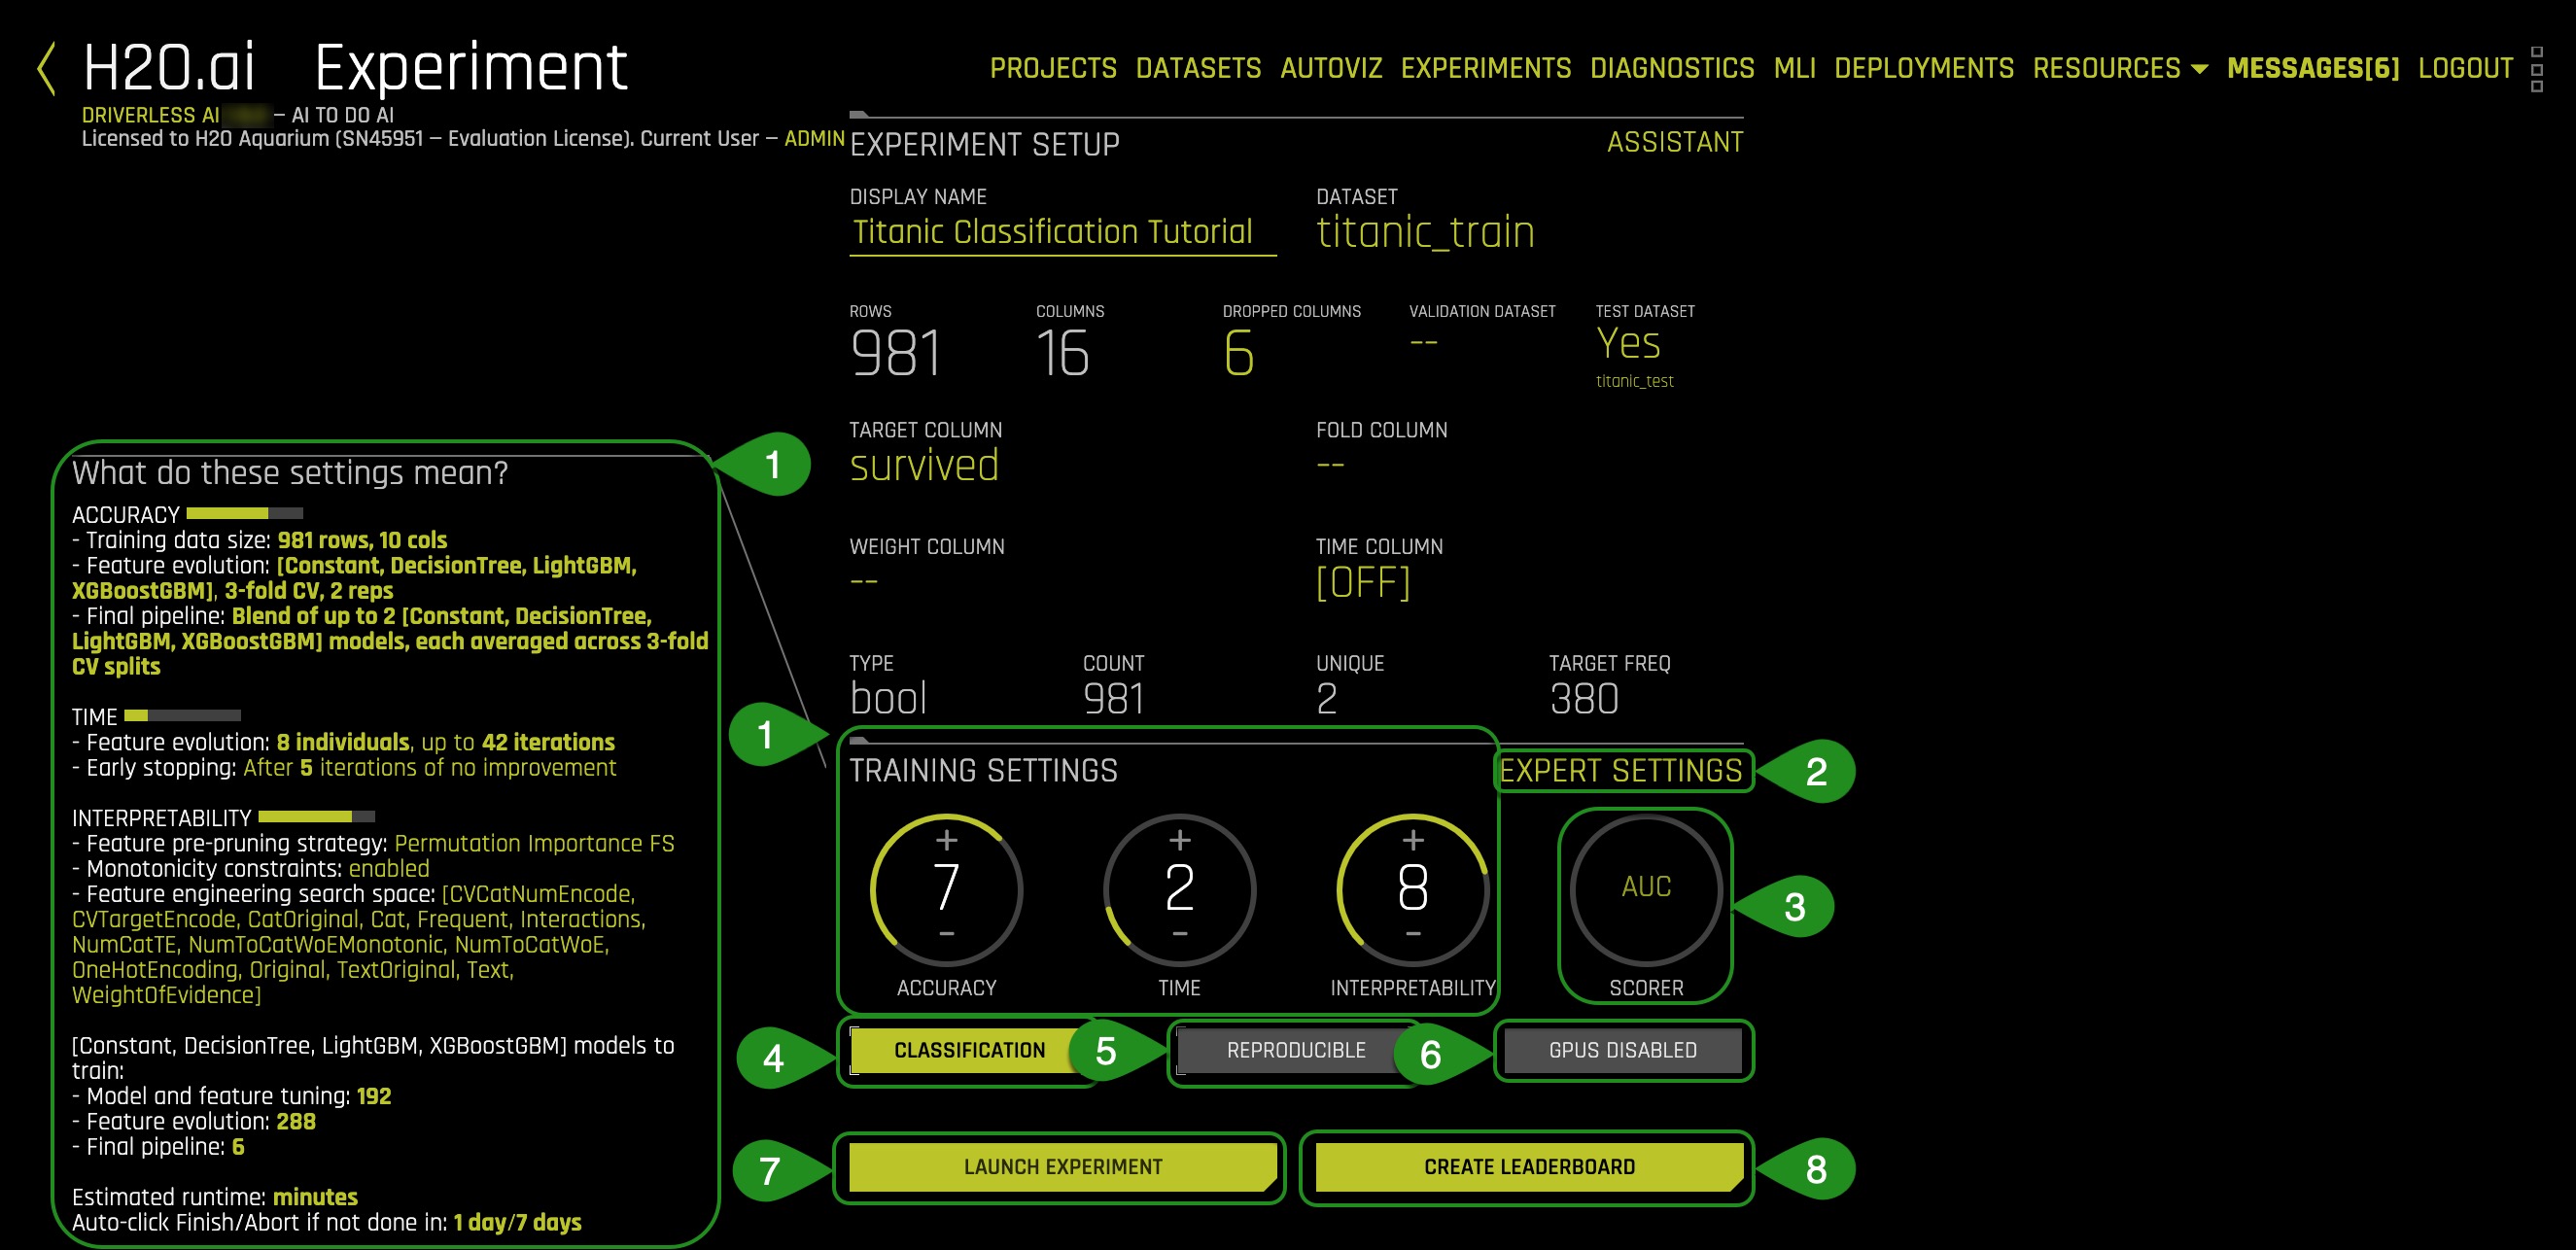 H2O.ai Experiment
PROJECTS DATASETS AUTOVIZ EXPERIMENTS DIAGNOSTICS MLI DEPLOYMENTS RESOURCES MESSAGES[6] LOGOUT
DRIVERLESS AI — AI TO DO AI
Licensed to H2O Aquarium (SN45951 — Evaluation License). Current User — ADMIN
EXPERIMENT SETUP ASSISTANT
DISPLAY NAME DATASET
Titanic Classification Tutorial titanic_train
ROWS COLUMNS DROPPED COLUMNS VALIDATION DATASET TEST DATASET
981 16 6 -- Yes
titanic_test
TARGET COLUMN FOLD COLUMN
survived --
WEIGHT COLUMN TIME COLUMN
-- [OFF]
TYPE COUNT UNIQUE TARGET FREQ
bool 981 2 380
1
What do these settings mean?
ACCURACY
- Training data size: 981 rows, 10 cols
- Feature evolution: [Constant, DecisionTree, LightGBM,
XGBoostGBM], 3-fold CV, 2 reps
- Final pipeline: Blend of up to 2 [Constant, DecisionTree,
LightGBM, XGBoostGBM] models, each averaged across 3-fold
CV splits
TIME
- Feature evolution: 8 individuals, up to 42 iterations
- Early stopping: After 5 iterations of no improvement
INTERPRETABILITY
- Feature pre-pruning strategy: Permutation Importance FS
- Monotonicity constraints: enabled
- Feature engineering search space: [CVCatNumEncode,
CVTargetEncode, CatOriginal, Cat, Frequent, Interactions,
NumCatTE, NumToCatWoEMonotonic, NumToCatWoE,
OneHotEncoding, Original, TextOriginal, Text,
WeightOfEvidence]
[Constant, DecisionTree, LightGBM, XGBoostGBM] models to
train:
- Model and feature tuning: 192
- Feature evolution: 288
- Final pipeline: 6
Estimated runtime: minutes
Auto-click Finish/Abort if not done in: 1 day/7 days
1
TRAINING SETTINGS EXPERT SETTINGS 2
+ + +
7 2 8 AUC 3
- - -
ACCURACY TIME INTERPRETABILITY SCORER
4 CLASSIFICATION 5 REPRODUCIBLE 6 GPUS DISABLED
7 LAUNCH EXPERIMENT CREATE LEADERBOARD 8